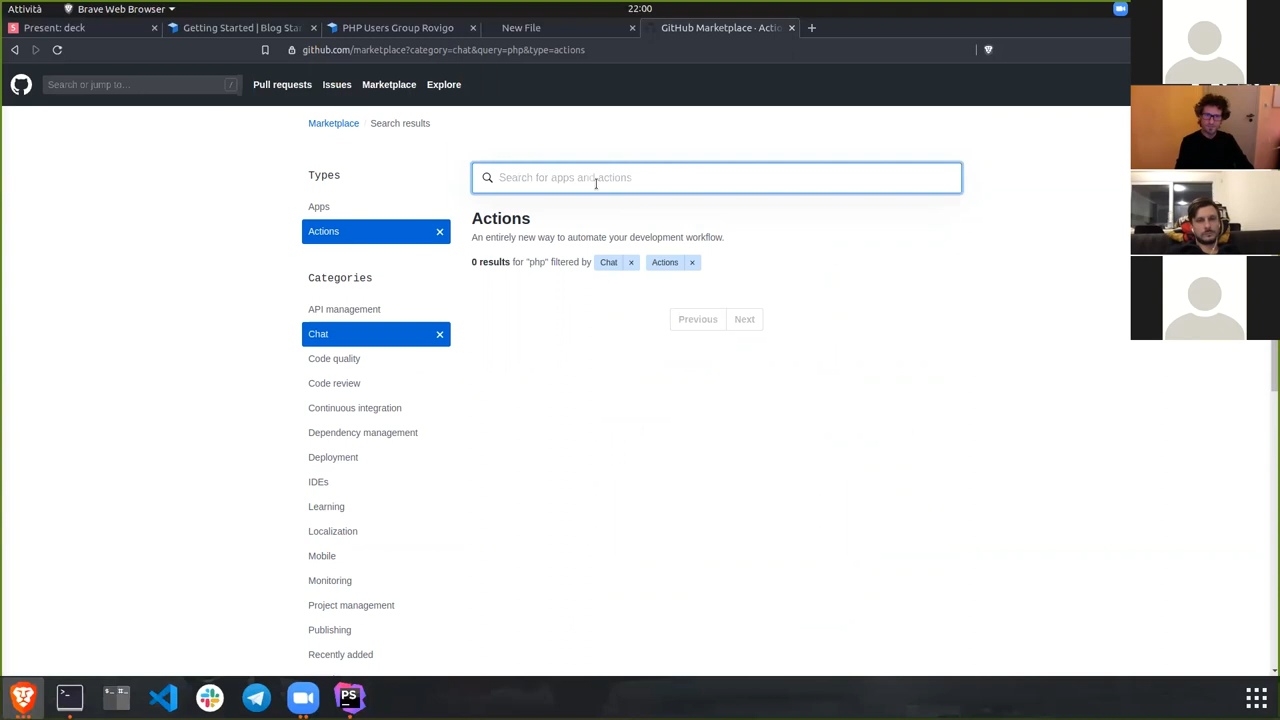 Attività
Brave Web Browser
22:00
Present: deck
Getting Started | Blog Sta
PHP Users Group Rovigo
New File
GitHub Marketplace · Actio
github.com/marketplace?category=chat&query=php&type=actions
Search or jump to…
/
Pull requests
Issues
Marketplace
Explore
Marketplace / Search results
Types
Apps
Actions
Categories
API management
Chat
Code quality
Code review
Continuous integration
Dependency management
Deployment
IDEs
Learning
Localization
Mobile
Monitoring
Project management
Publishing
Recently added
Search for apps and actions
Actions
An entirely new way to automate your development workflow.
0 results for "php" filtered by Chat × Actions ×
Previous
Next
PS